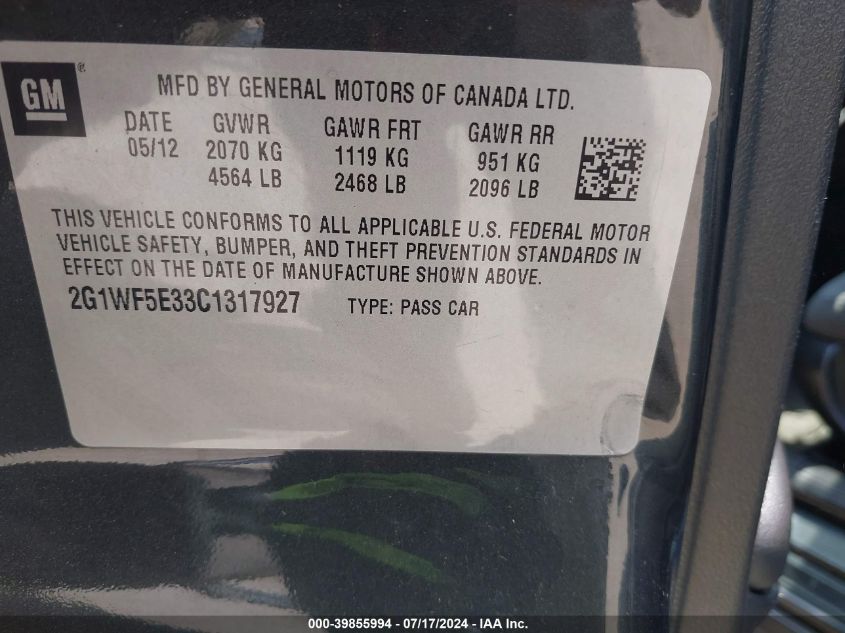 GM ®
MFD BY GENERAL MOTORS OF CANADA LTD.
DATE GVWR GAWR FRT GAWR RR
05/12 2070 KG 1119 KG 951 KG
4564 LB 2468 LB 2096 LB
THIS VEHICLE CONFORMS TO ALL APPLICABLE U.S. FEDERAL MOTOR
VEHICLE SAFETY, BUMPER, AND THEFT PREVENTION STANDARDS IN
EFFECT ON THE DATE OF MANUFACTURE SHOWN ABOVE.
2G1WF5E33C1317927 TYPE: PASS CAR
000-39855994 - 07/17/2024 - IAA Inc.